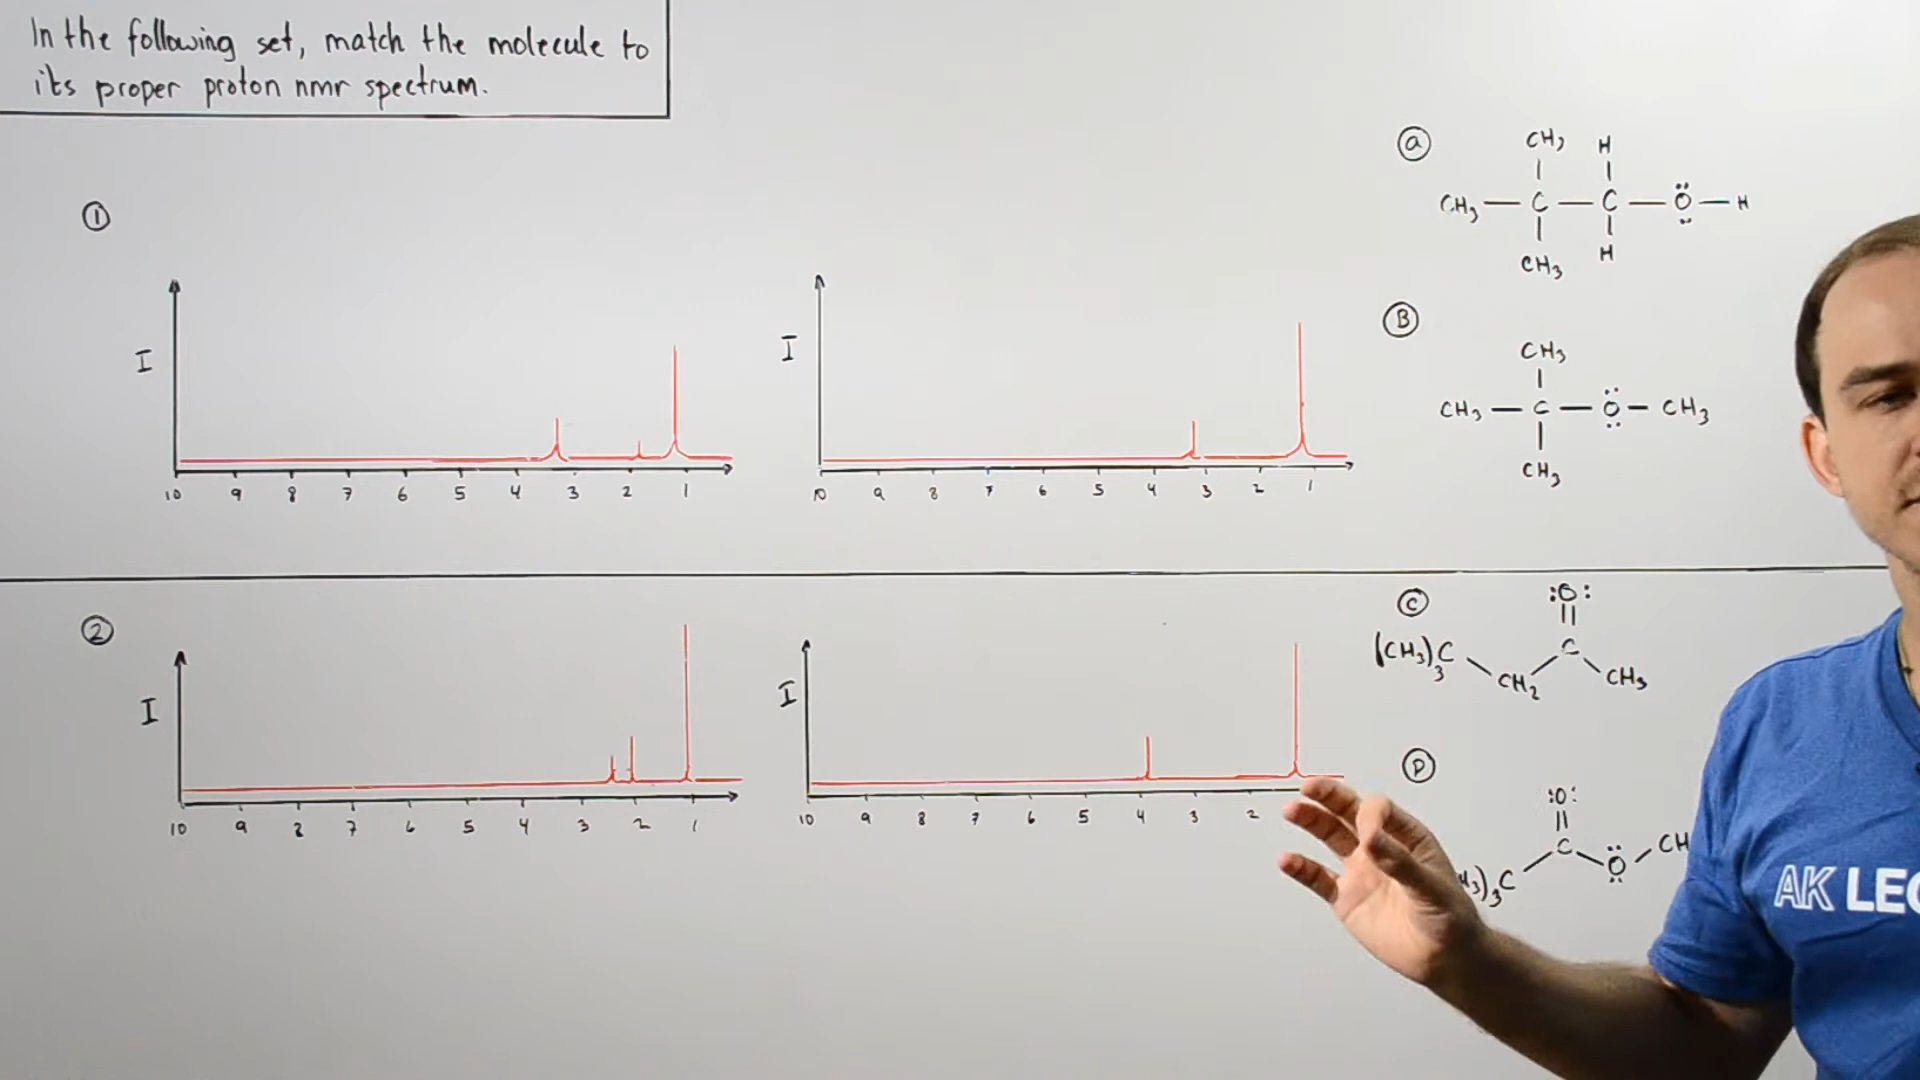 In the following set, match the molecule to
its proper proton nmr spectrum.
1
I
10 9 8 7 6 5 4 3 2 1
I
10 9 8 7 6 5 4 3 2 1
a
CH3 H
CH3 — C — C — Ö — H
CH3 H
B
CH3
CH3 — C — O — CH3
CH3
2
I
10 9 8 7 6 5 4 3 2 1
I
10 9 8 7 6 5 4 3 2
C
:O:
(CH3)3C C
CH2 CH3
D
:O:
C CH
H3)3C O
AK LEC